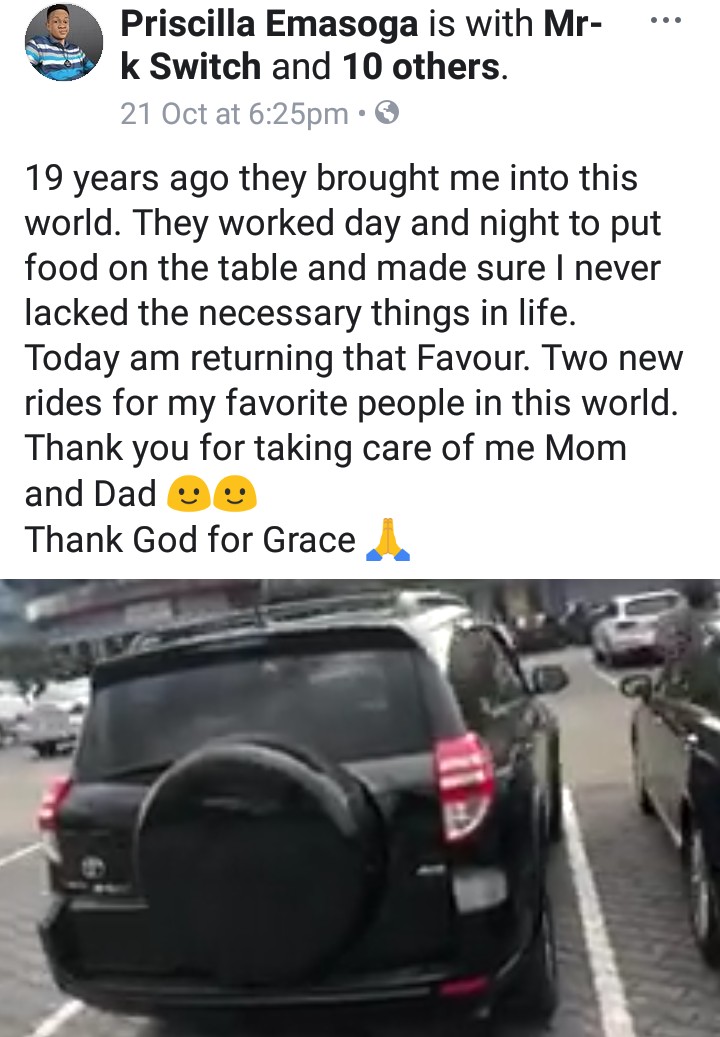 Priscilla Emasoga is with Mr-
k Switch and 10 others.
21 Oct at 6:25pm •
19 years ago they brought me into this
world. They worked day and night to put
food on the table and made sure I never
lacked the necessary things in life.
Today am returning that Favour. Two new
rides for my favorite people in this world.
Thank you for taking care of me Mom
and Dad 🙂🙂
Thank God for Grace 🙏